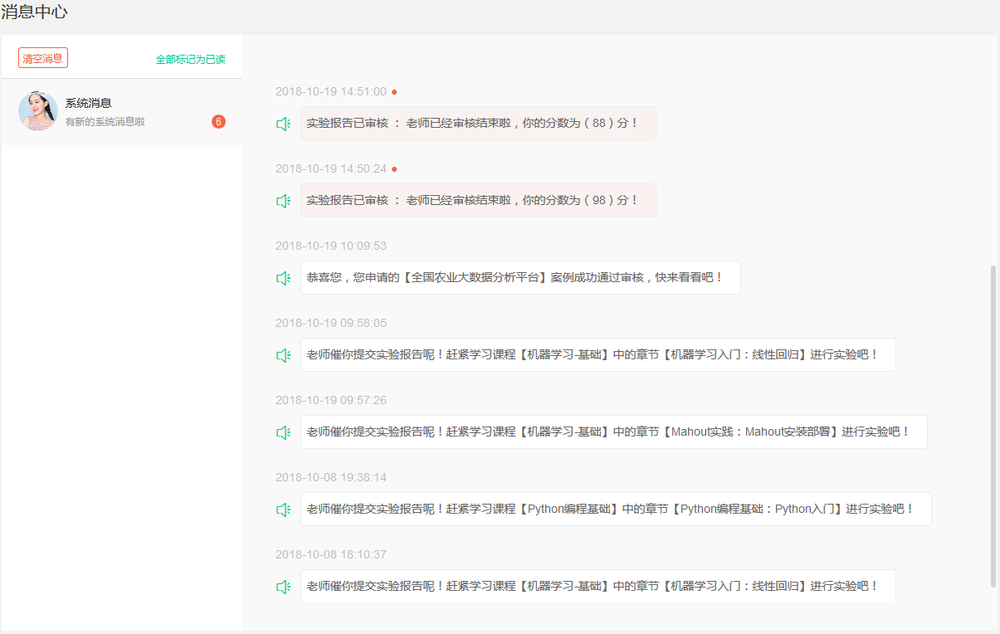 消息中心
清空消息
全部标记为已读
系统消息
有新的系统消息啦
6
2018-10-19 14:51:00
实验报告已审核 ： 老师已经审核结束啦，你的分数为（88）分！
2018-10-19 14:50:24
实验报告已审核 ： 老师已经审核结束啦，你的分数为（98）分！
2018-10-19 10:09:53
恭喜您，您申请的【全国农业大数据分析平台】案例成功通过审核，快来看看吧！
2018-10-19 09:58:05
老师催你提交实验报告呢！赶紧学习课程【机器学习-基础】中的章节【机器学习入门：线性回归】进行实验吧！
2018-10-19 09:57:26
老师催你提交实验报告呢！赶紧学习课程【机器学习-基础】中的章节【Mahout实践：Mahout安装部署】进行实验吧！
2018-10-08 19:38:14
老师催你提交实验报告呢！赶紧学习课程【Python编程基础】中的章节【Python编程基础：Python入门】进行实验吧！
2018-10-08 18:10:37
老师催你提交实验报告呢！赶紧学习课程【机器学习-基础】中的章节【机器学习入门：线性回归】进行实验吧！